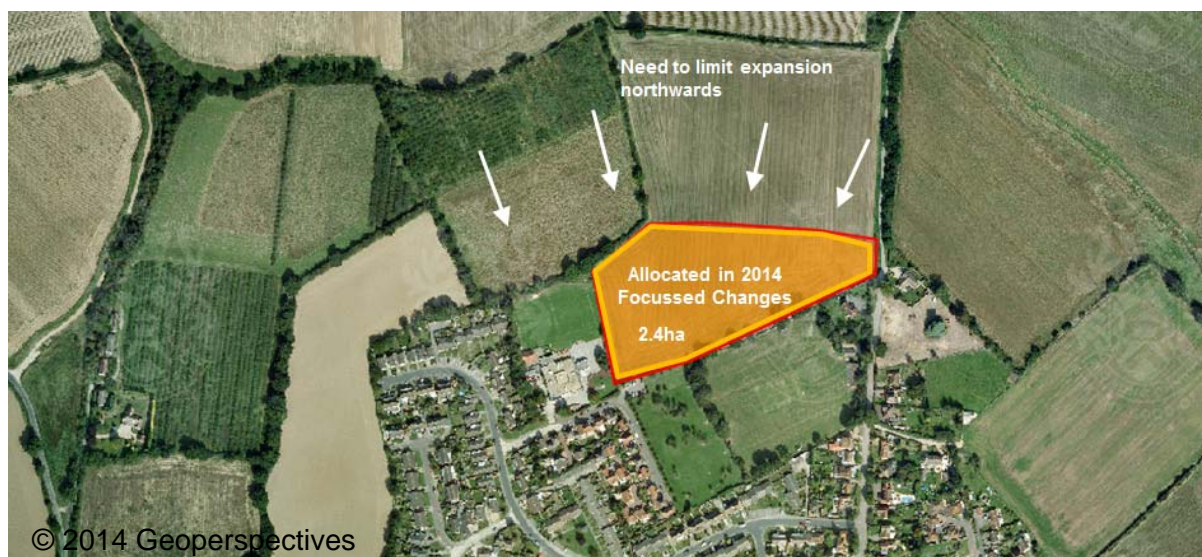 Need to limit expansion
northwards
Allocated in 2014
Focussed Changes
2.4ha
© 2014 Geoperspectives